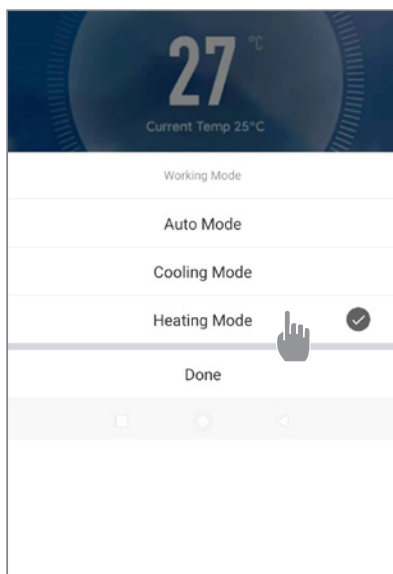 27 °C
Current Temp 25°C
Working Mode
Auto Mode
Cooling Mode
Heating Mode
Done